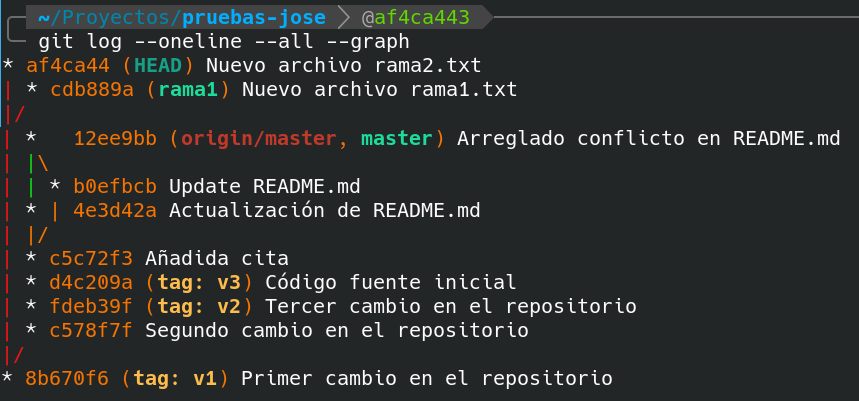 ~/Proyectos/pruebas-jose @af4ca443
git log --oneline --all --graph
* af4ca44 (HEAD) Nuevo archivo rama2.txt
| * cdb889a (rama1) Nuevo archivo rama1.txt
|/
| *   12ee9bb (origin/master, master) Arreglado conflicto en README.md
| |\
| | * b0efbcb Update README.md
| * | 4e3d42a Actualización de README.md
| |/
| * c5c72f3 Añadida cita
| * d4c209a (tag: v3) Código fuente inicial
| * fdeb39f (tag: v2) Tercer cambio en el repositorio
| * c578f7f Segundo cambio en el repositorio
|/
* 8b670f6 (tag: v1) Primer cambio en el repositorio